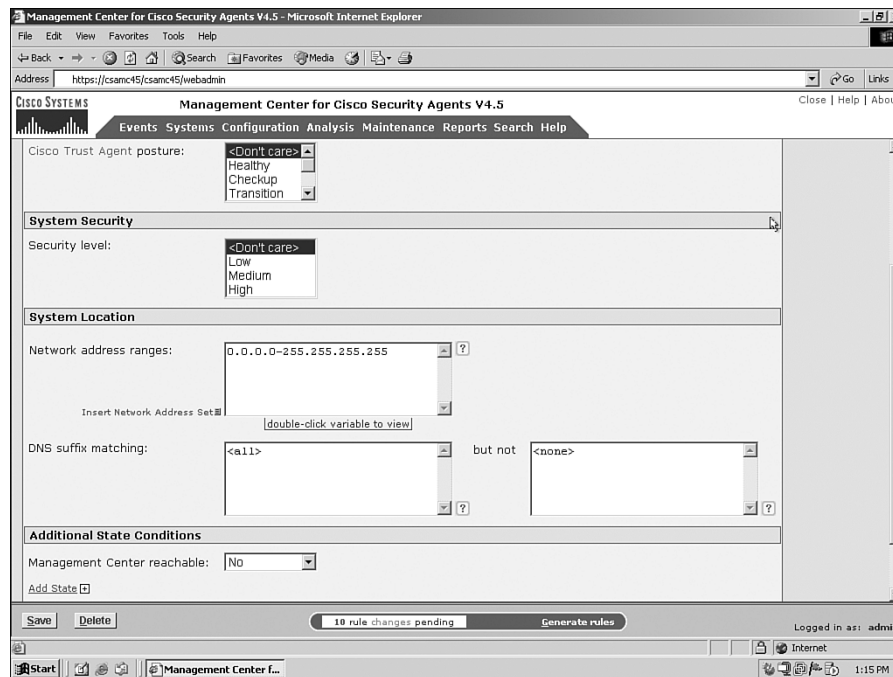 Management Center for Cisco Security Agents V4.5 - Microsoft Internet Explorer
File Edit View Favorites Tools Help
Back Search Favorites Media
Address https://csamc45/csamc45/webadmin Go Links
CISCO SYSTEMS Management Center for Cisco Security Agents V4.5 Close | Help | Abou
Events Systems Configuration Analysis Maintenance Reports Search Help
Cisco Trust Agent posture: <Don't care>
Healthy
Checkup
Transition
System Security
Security level: <Don't care>
Low
Medium
High
System Location
Network address ranges: 0.0.0.0-255.255.255.255 ?
Insert Network Address Set
double-click variable to view
DNS suffix matching: <all> but not <none>
? ?
Additional State Conditions
Management Center reachable: No
Add State +
Save Delete 10 rule changes pending Generate rules
Logged in as: admi
Internet
Start Management Center f... 1:15 PM